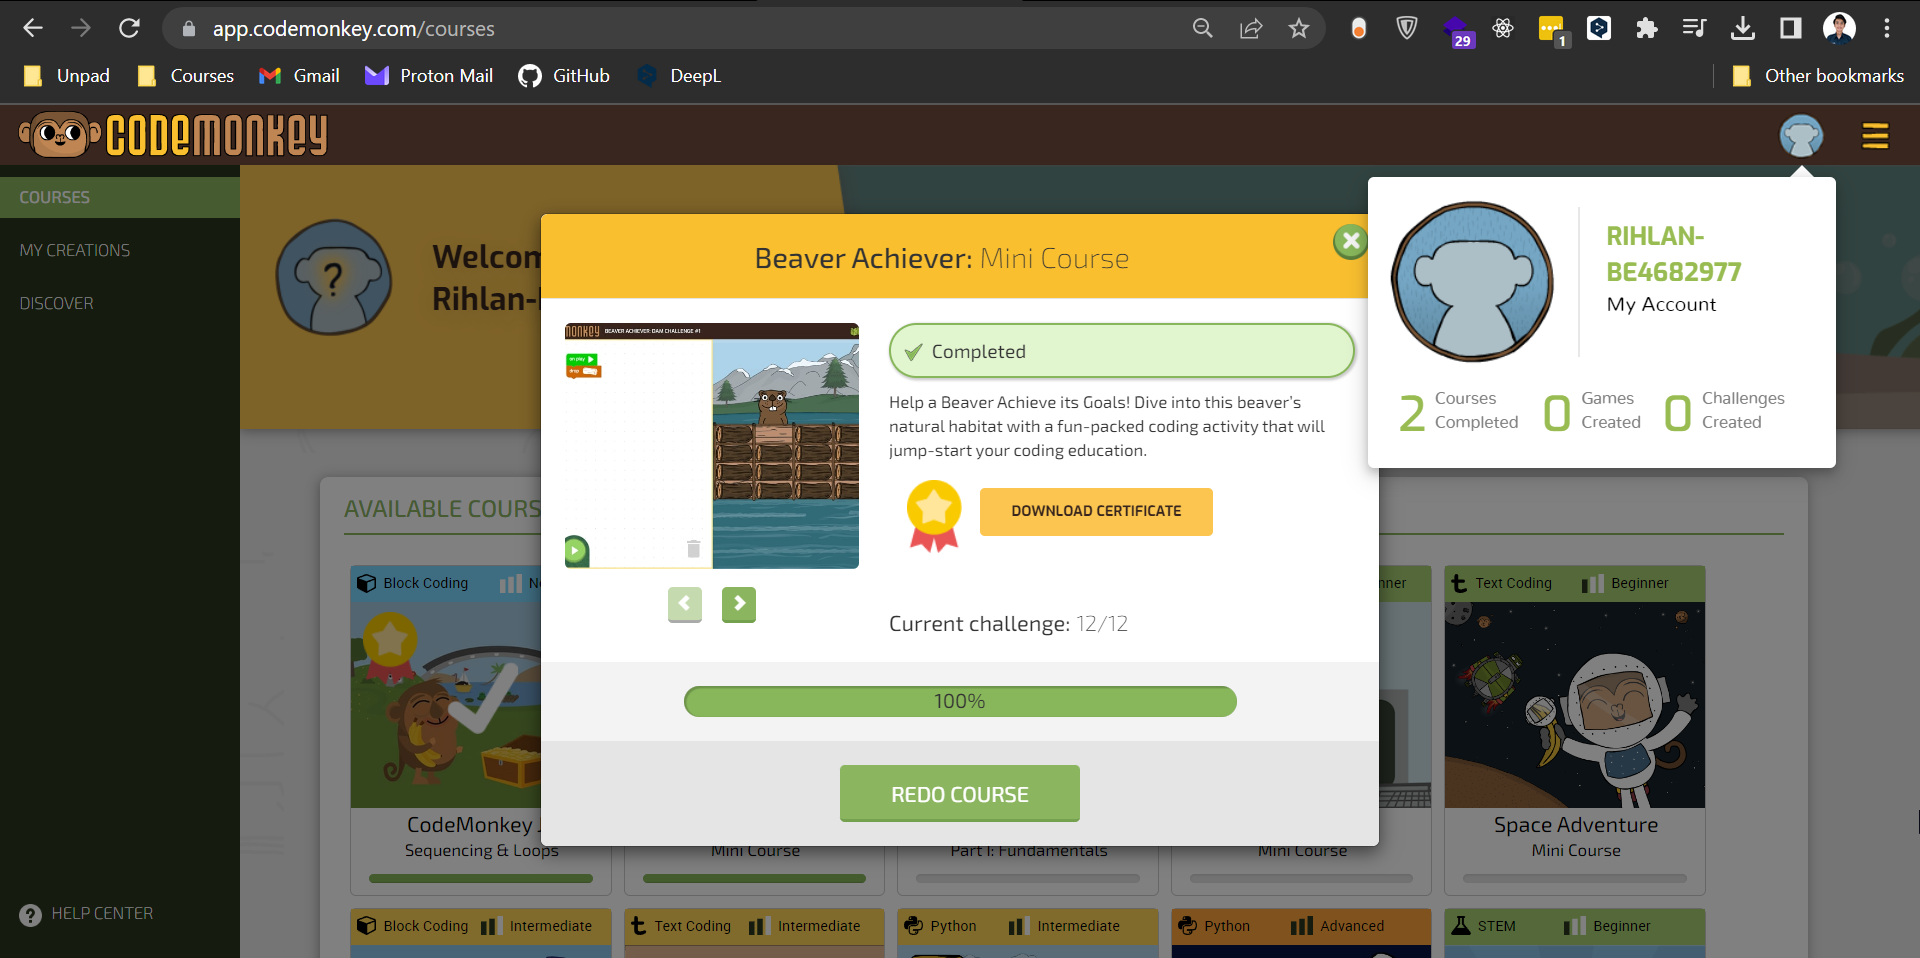 app.codemonkey.com/courses
29
1
Unpad
Courses
Gmail
Proton Mail
GitHub
DeepL
Other bookmarks
CODEMONKEY
COURSES
MY CREATIONS
DISCOVER
HELP CENTER
?
Rihlan-
Beaver Achiever: Mini Course
MONKEY BEAVER ACHIEVER: DAM CHALLENGE #1
on play
drop
Completed
Help a Beaver Achieve its Goals! Dive into this beaver's
natural habitat with a fun-packed coding activity that will
jump-start your coding education.
DOWNLOAD CERTIFICATE
Current challenge: 12/12
100%
REDO COURSE
RIHLAN-
BE4682977
My Account
2 Courses Completed
0 Games Created
0 Challenges Created
AVAILABLE COURS
Block Coding
Text Coding Beginner
CodeMonkey J
Sequencing & Loops
Mini Course
Part 1: Fundamentals
Mini Course
Space Adventure
Mini Course
Block Coding Intermediate
Text Coding Intermediate
Python Intermediate
Python Advanced
STEM Beginner